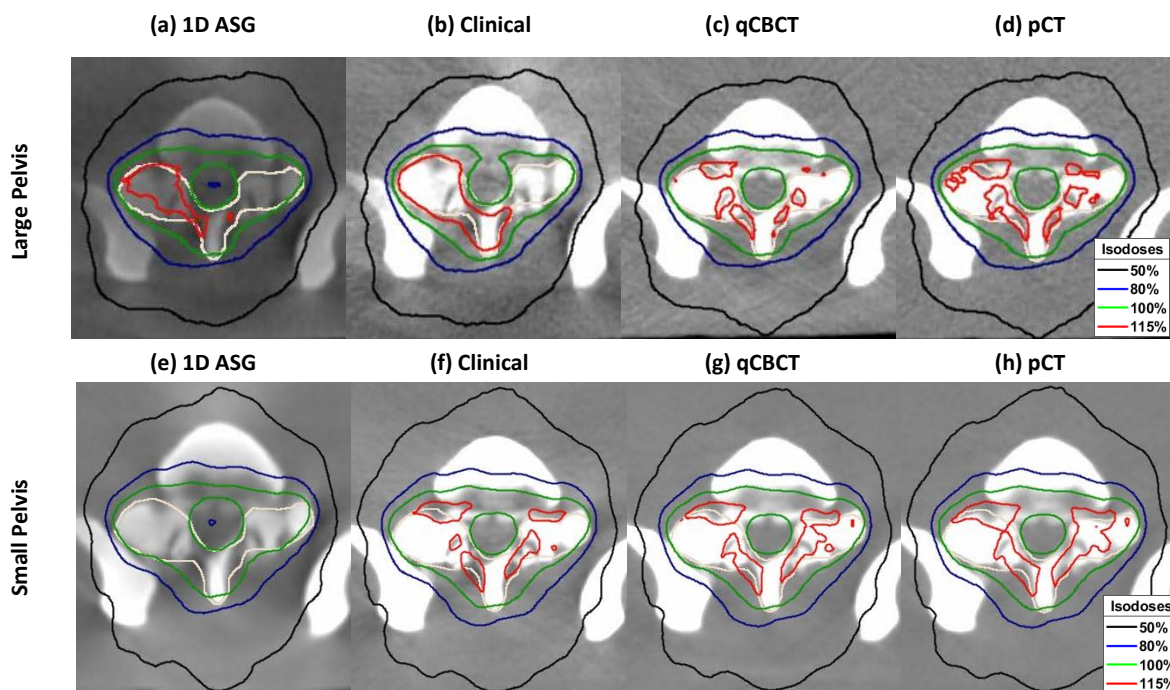 (a) 1D ASG (b) Clinical (c) qCBCT (d) pCT
Large Pelvis
Isodoses
50%
80%
100%
115%
(e) 1D ASG (f) Clinical (g) qCBCT (h) pCT
Small Pelvis
Isodoses
50%
80%
100%
115%